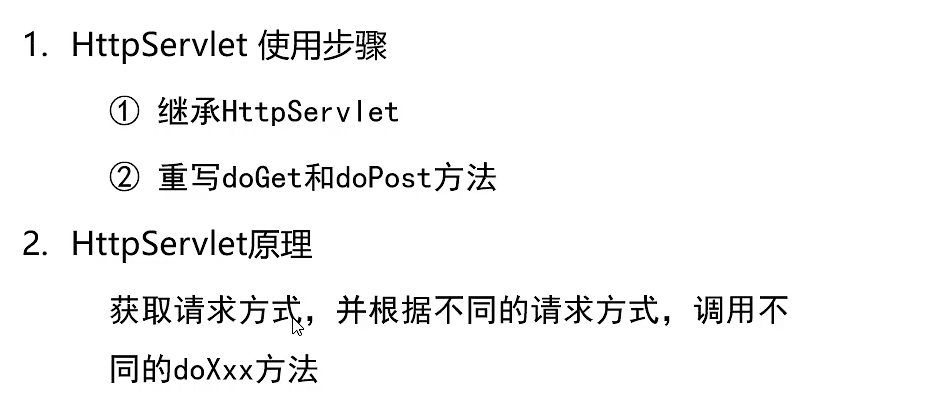 1. HttpServlet 使用步骤
① 继承HttpServlet
② 重写doGet和doPost方法
2. HttpServlet原理
获取请求方式，并根据不同的请求方式，调用不
同的doXxx方法